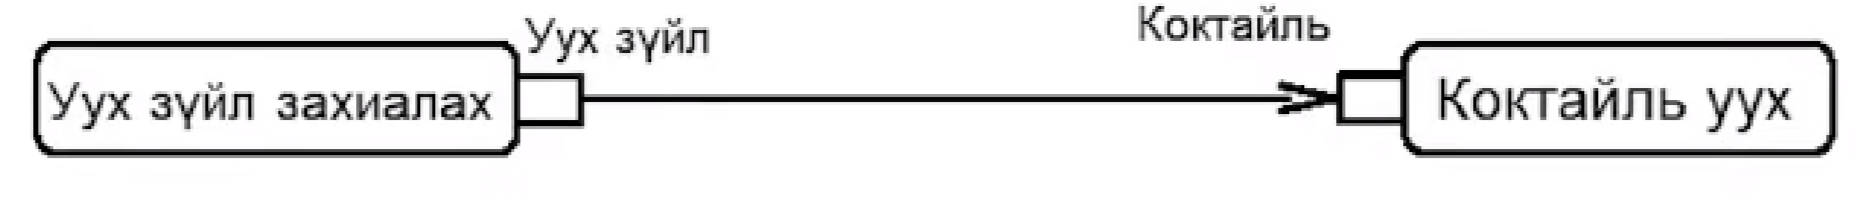 Уух зүйл
Коктайль
Уух зүйл захиалах
Коктайль уух